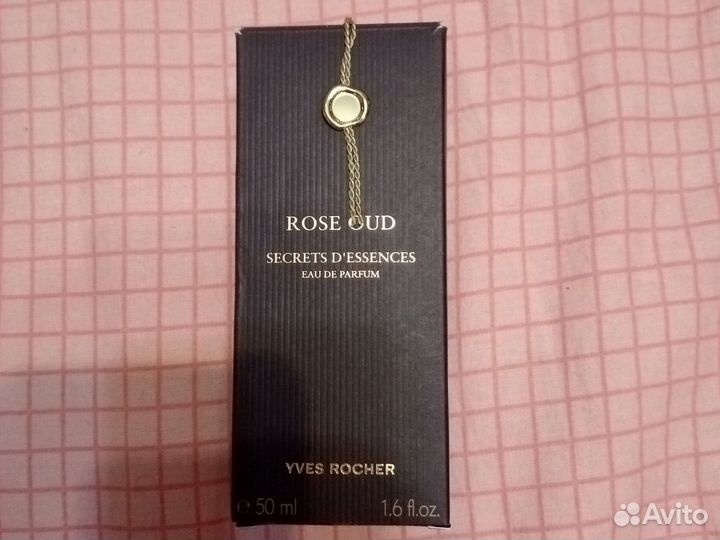 ROSE OUD
SECRETS D'ESSENCES
EAU DE PARFUM
YVES ROCHER
e 50 ml 1.6 fl.oz.
Avito